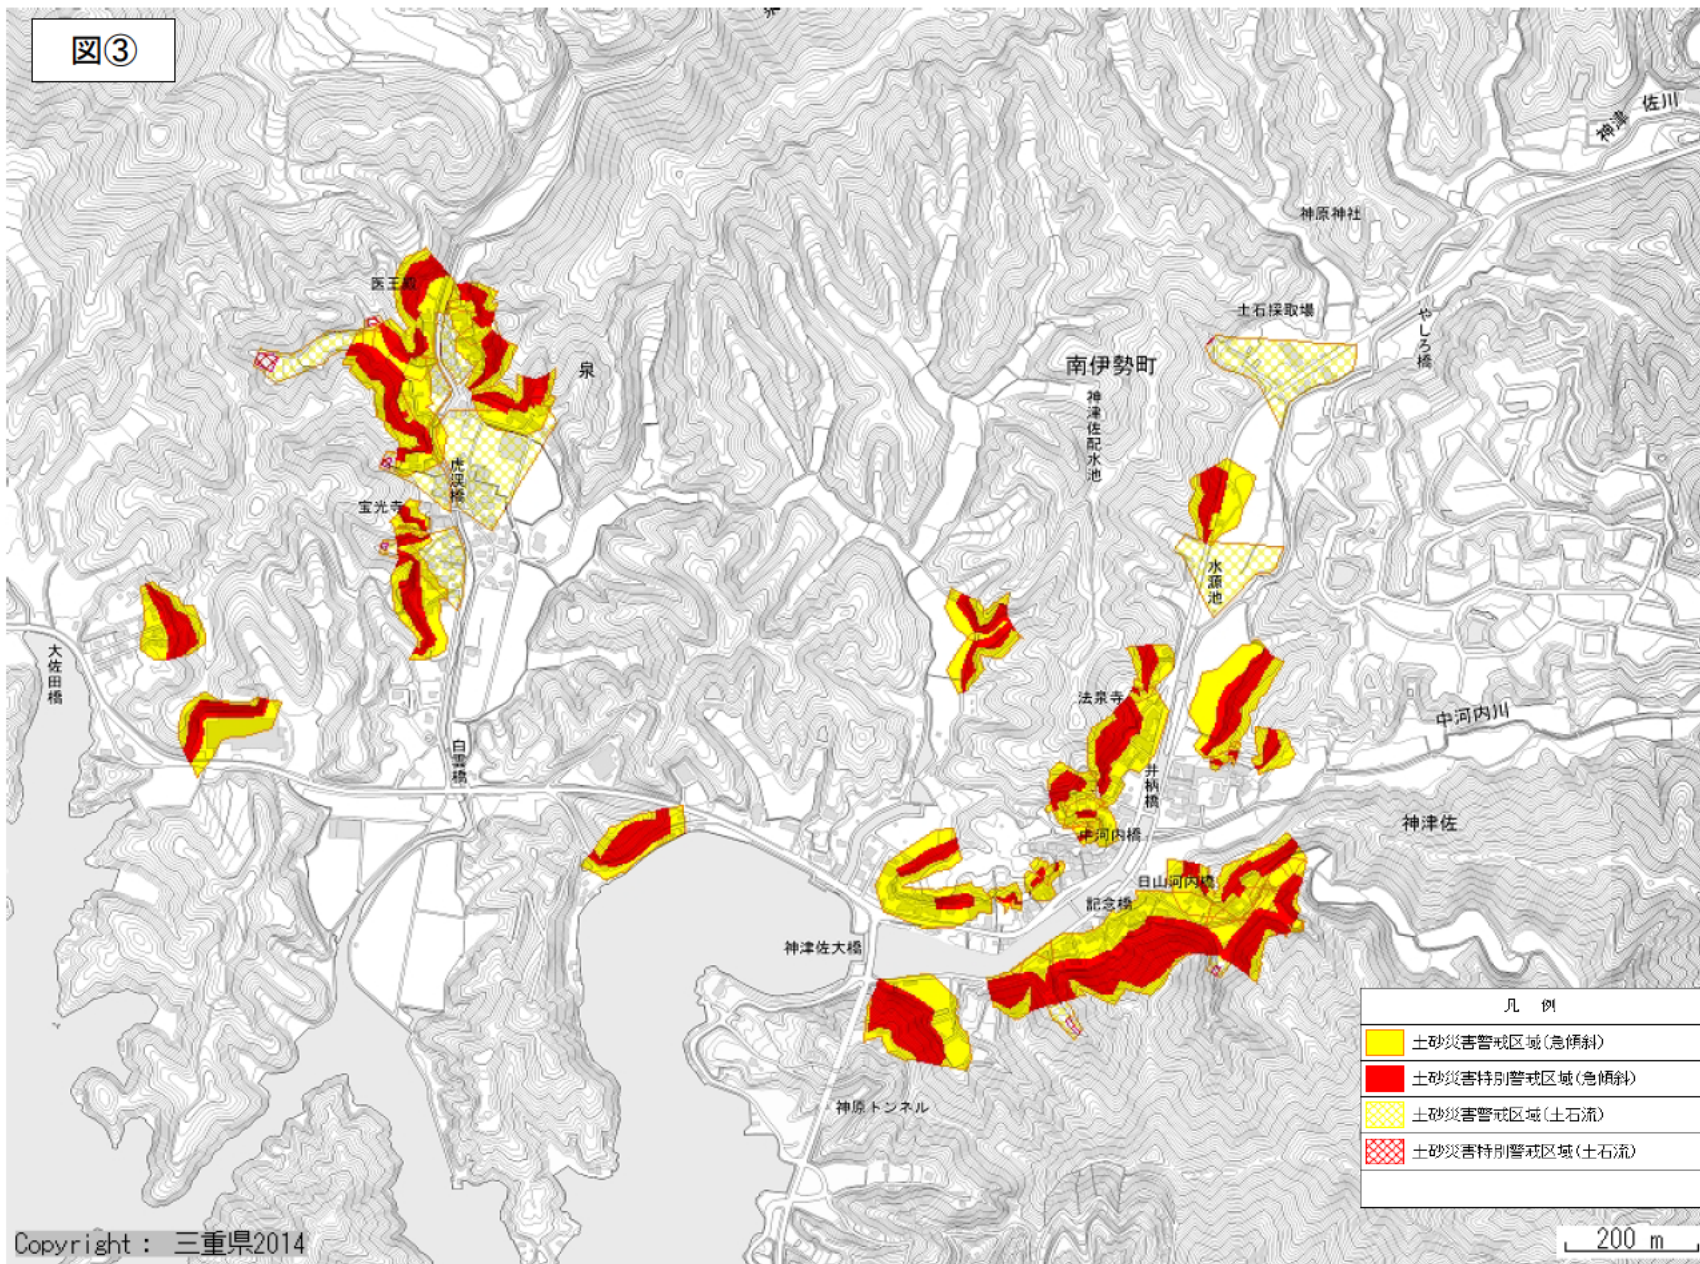 図③
神津佐川
神原神社
医王殿
土石採取場
やしろ橋
泉
南伊勢町
神津佐配水池
虎渓橋
宝光寺
水源池
大佐田橋
法泉寺
中河内川
白雲橋
井柄橋
神津佐
中河内橋
日山河内橋
記念橋
神津佐大橋
凡 例
土砂災害警戒区域(急傾斜)
土砂災害特別警戒区域(急傾斜)
土砂災害警戒区域(土石流)
土砂災害特別警戒区域(土石流)
神原トンネル
Copyright : 三重県2014
200 m